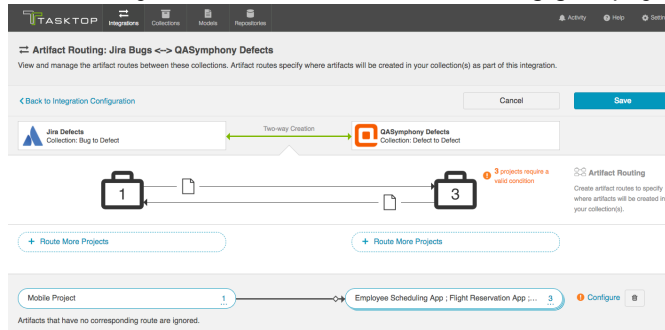 TASKTOP
Integrations
Collections
Models
Repositories
Activity
Help
Settin
Artifact Routing: Jira Bugs <--> QASymphony Defects
View and manage the artifact routes between these collections. Artifact routes specify where artifacts will be created in your collection(s) as part of this integration.
Back to Integration Configuration
Cancel
Save
Jira Defects
Collection: Bug to Defect
Two-way Creation
QASymphony Defects
Collection: Defect to Defect
1
3
3 projects require a
valid condition
Artifact Routing
Create artifact routes to specify
where artifacts will be created in
your collection(s).
+ Route More Projects
+ Route More Projects
Mobile Project
1
Employee Scheduling App ; Flight Reservation App ;...
3
Configure
Artifacts that have no corresponding route are ignored.